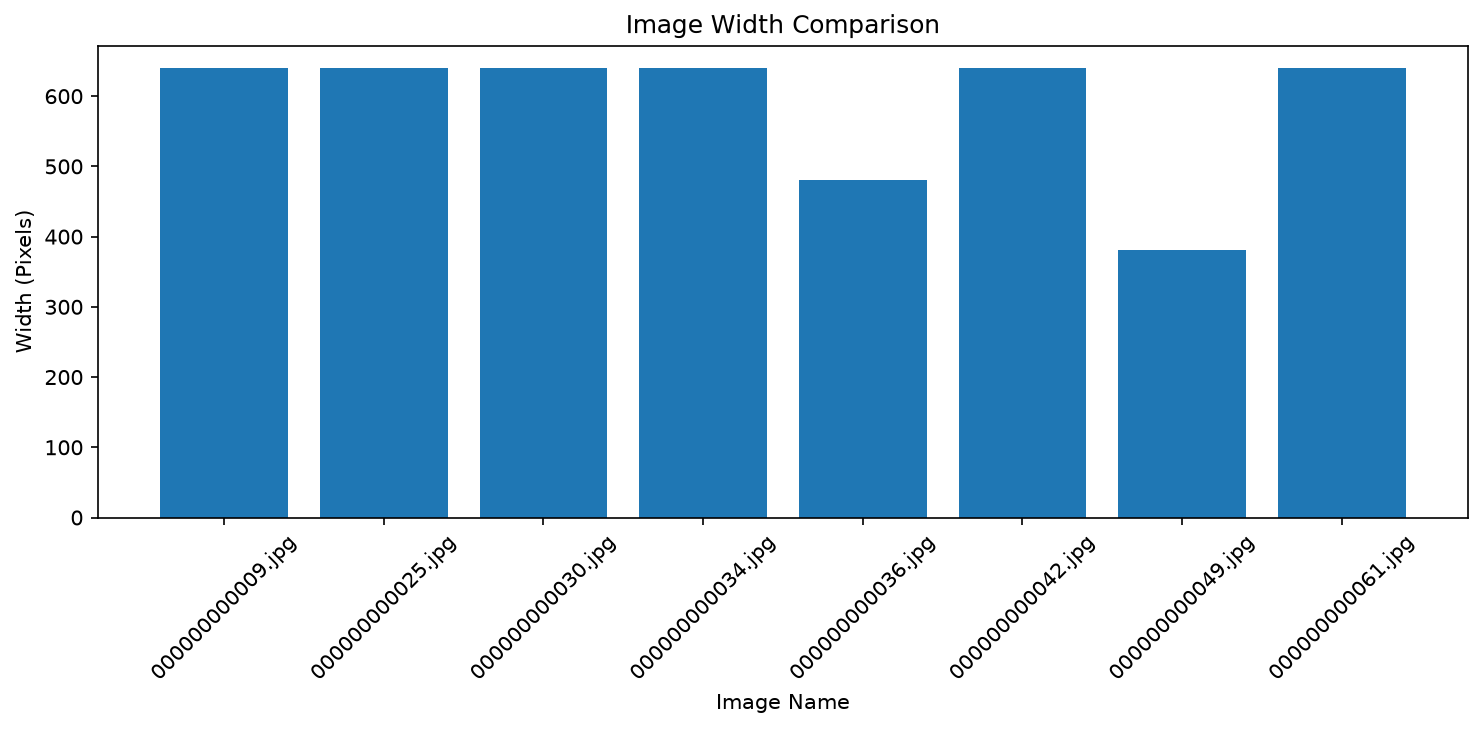 Image Width Comparison
Width (Pixels)
600
500
400
300
200
100
0
000000000009.jpg
000000000025.jpg
000000000030.jpg
000000000034.jpg
000000000036.jpg
000000000042.jpg
000000000049.jpg
000000000061.jpg
Image Name